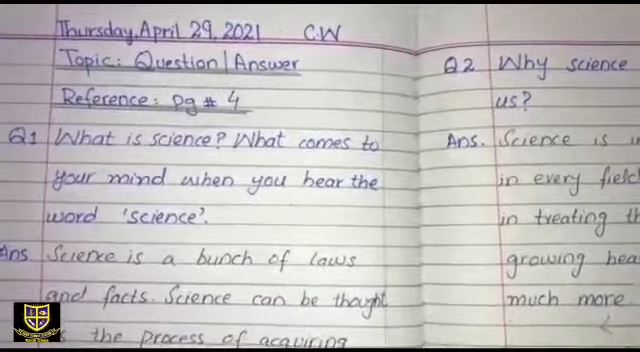 Thursday, April 29, 2021 C.W
Topic: Question/Answer
Reference: pg # 4
Q1 What is science? What comes to
your mind when you hear the
word 'science'.
Ans Science is a bunch of laws
and facts. Science can be thought
the process of acquiring
Q2 Why science
us?
Ans. Science is
in every field
in treating
growing
much more